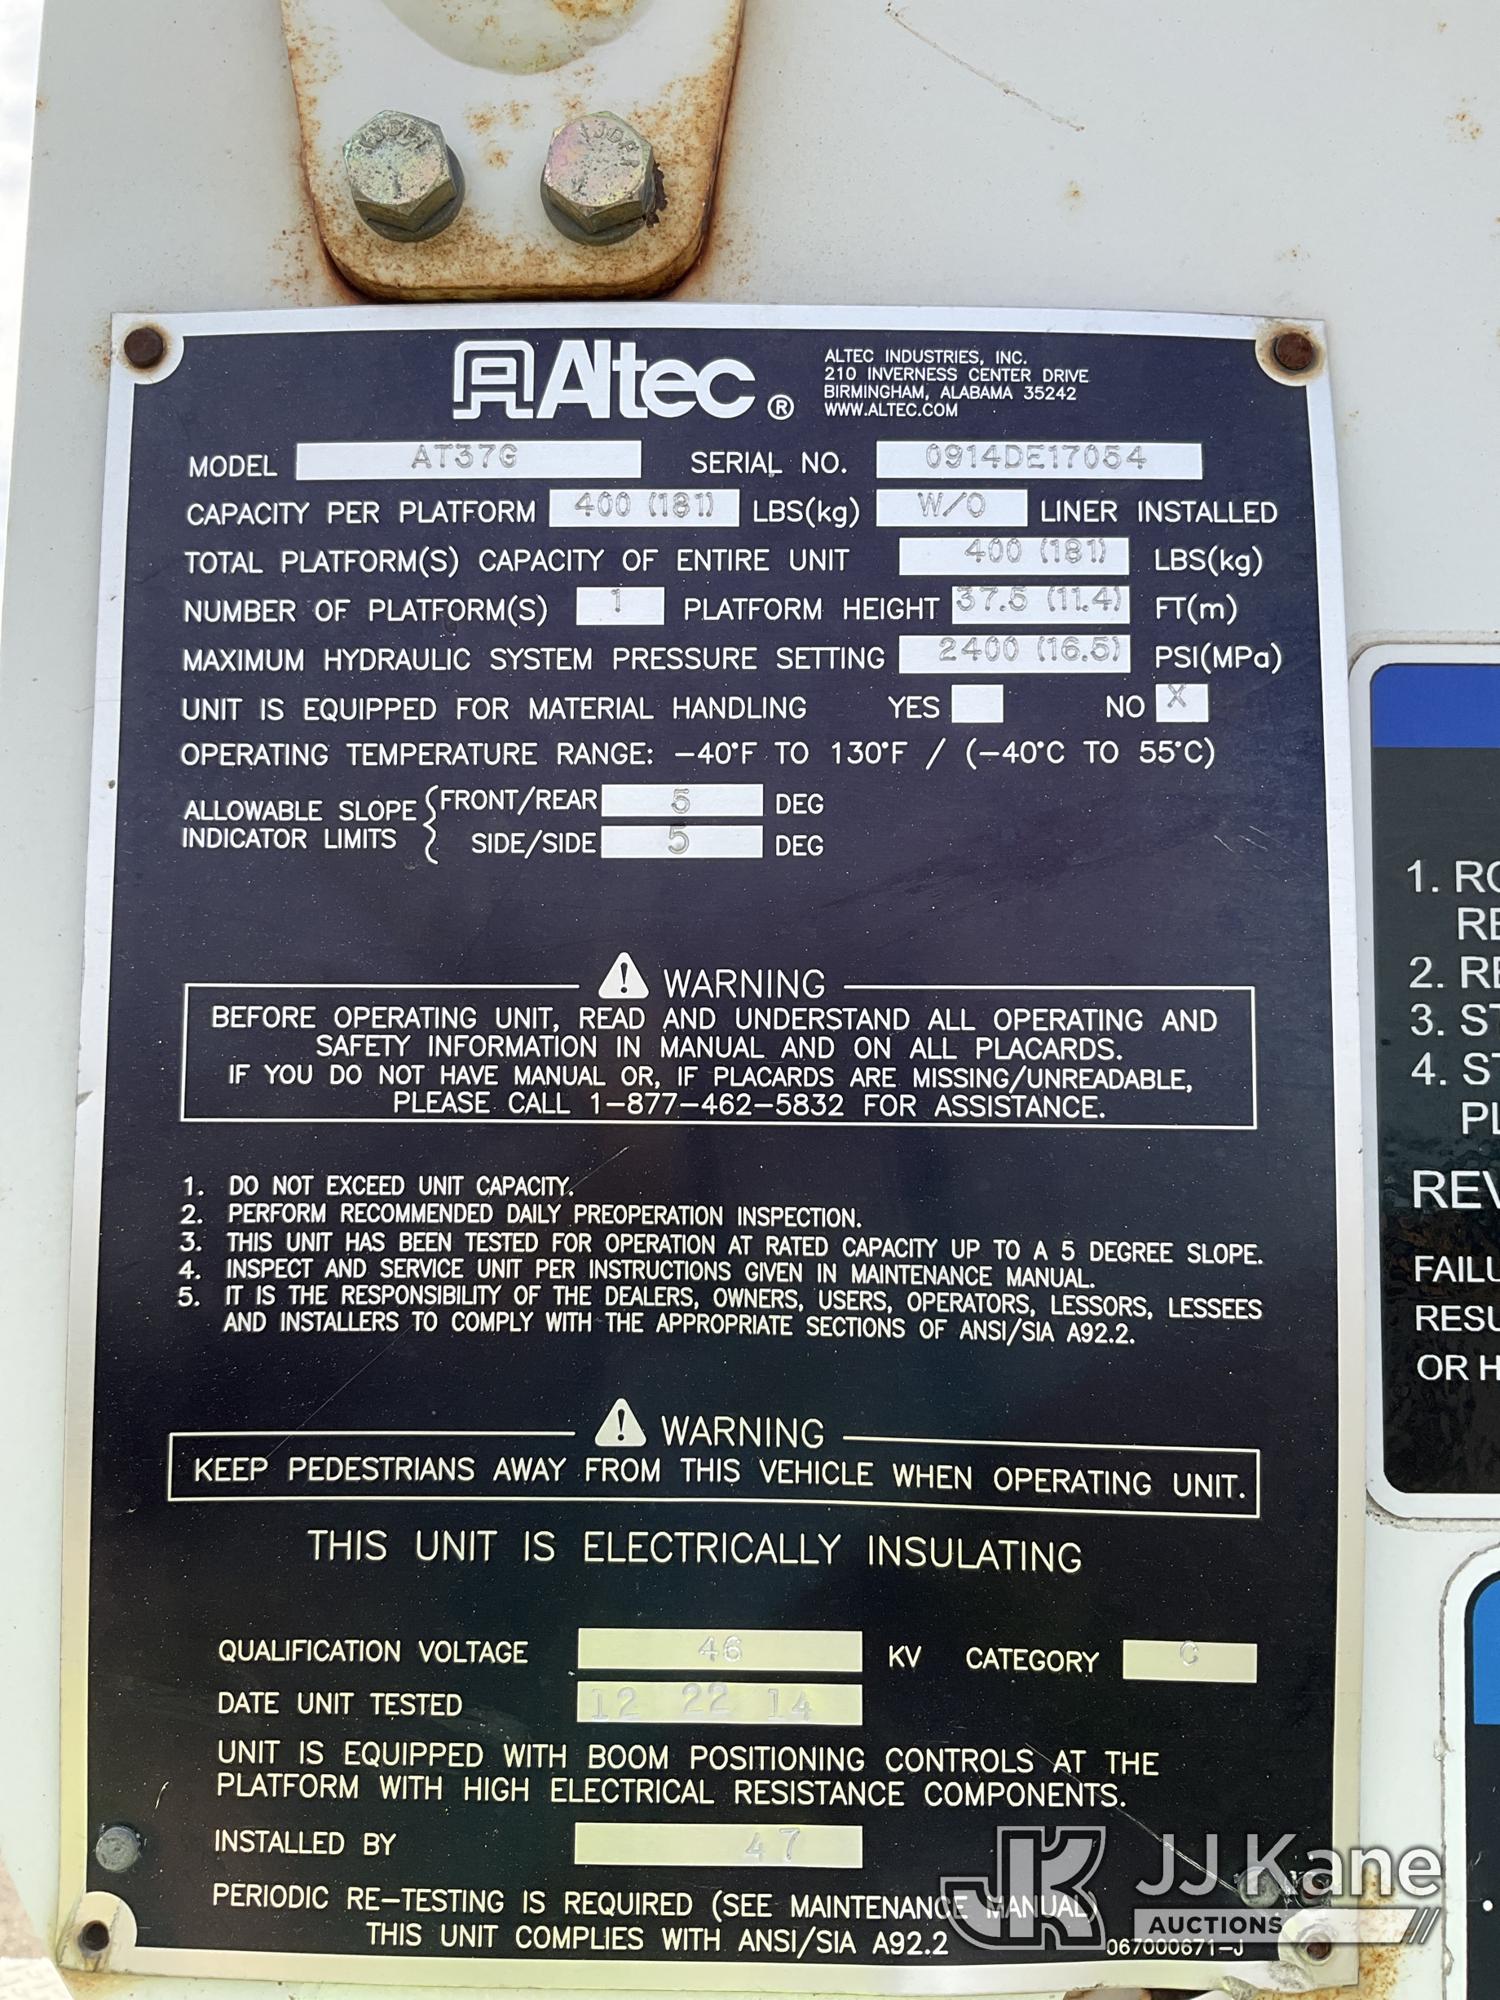 Altec ®
ALTEC INDUSTRIES, INC.
210 INVERNESS CENTER DRIVE
BIRMINGHAM, ALABAMA 35242
WWW.ALTEC.COM
MODEL AT37G SERIAL NO. 0914DE17054
CAPACITY PER PLATFORM 400 (181) LBS(kg) W/O LINER INSTALLED
TOTAL PLATFORM(S) CAPACITY OF ENTIRE UNIT 400 (181) LBS(kg)
NUMBER OF PLATFORM(S) 1 PLATFORM HEIGHT 37.5 (11.4) FT(m)
MAXIMUM HYDRAULIC SYSTEM PRESSURE SETTING 2400 (16.5) PSI(MPa)
UNIT IS EQUIPPED FOR MATERIAL HANDLING YES NO X
OPERATING TEMPERATURE RANGE: -40°F TO 130°F / (-40°C TO 55°C)
ALLOWABLE SLOPE INDICATOR LIMITS
FRONT/REAR 5 DEG
SIDE/SIDE 5 DEG
WARNING
BEFORE OPERATING UNIT, READ AND UNDERSTAND ALL OPERATING AND
SAFETY INFORMATION IN MANUAL AND ON ALL PLACARDS.
IF YOU DO NOT HAVE MANUAL OR, IF PLACARDS ARE MISSING/UNREADABLE,
PLEASE CALL 1-877-462-5832 FOR ASSISTANCE.
1. DO NOT EXCEED UNIT CAPACITY.
2. PERFORM RECOMMENDED DAILY PREOPERATION INSPECTION.
3. THIS UNIT HAS BEEN TESTED FOR OPERATION AT RATED CAPACITY UP TO A 5 DEGREE SLOPE.
4. INSPECT AND SERVICE UNIT PER INSTRUCTIONS GIVEN IN MAINTENANCE MANUAL.
5. IT IS THE RESPONSIBILITY OF THE DEALERS, OWNERS, USERS, OPERATORS, LESSORS, LESSEES
AND INSTALLERS TO COMPLY WITH THE APPROPRIATE SECTIONS OF ANSI/SIA A92.2.
WARNING
KEEP PEDESTRIANS AWAY FROM THIS VEHICLE WHEN OPERATING UNIT.
THIS UNIT IS ELECTRICALLY INSULATING
QUALIFICATION VOLTAGE 46 KV CATEGORY C
DATE UNIT TESTED 12 22 14
UNIT IS EQUIPPED WITH BOOM POSITIONING CONTROLS AT THE
PLATFORM WITH HIGH ELECTRICAL RESISTANCE COMPONENTS.
INSTALLED BY 47
PERIODIC RE-TESTING IS REQUIRED (SEE MAINTENANCE MANUAL)
THIS UNIT COMPLIES WITH ANSI/SIA A92.2
067000671-J
1. RO
RE
2. RE
3. ST
4. ST
PL
REV
FAILU
RESU
OR H
JK JJ Kane
AUCTIONS